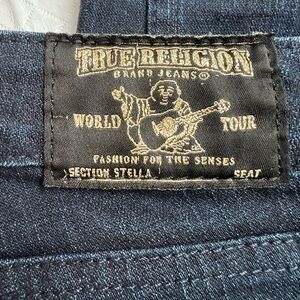 TRUE RELIGION
BRAND JEANS®
WORLD TOUR
FASHION FOR THE SENSES
SECTION STELLA SEAT